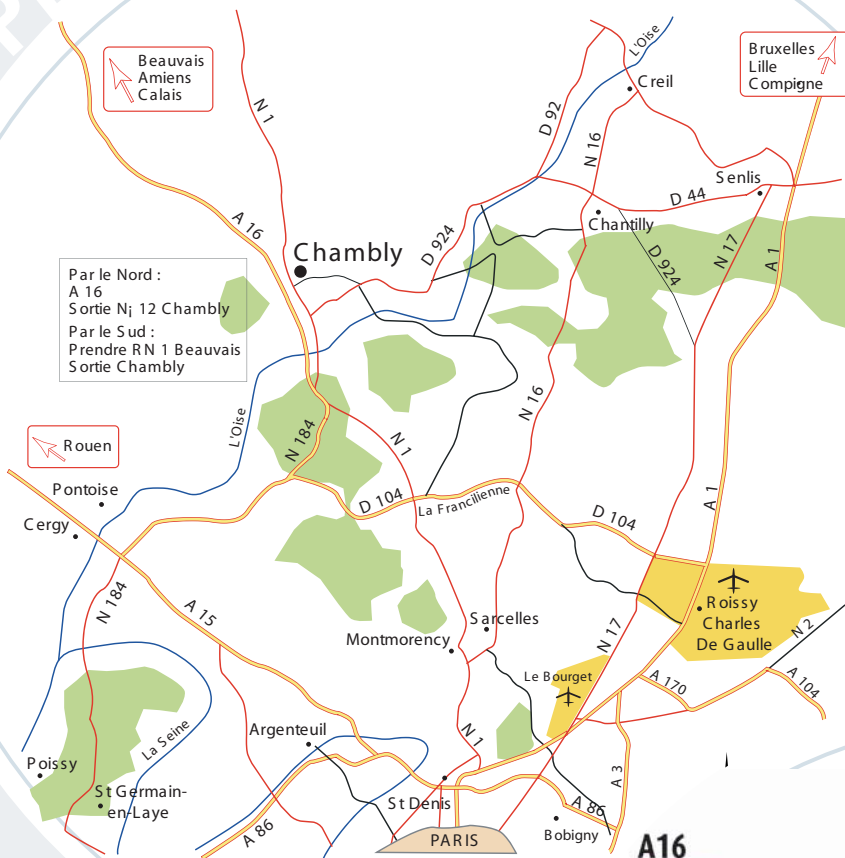 Beauvais
Amiens
Calais
Bruxelles
Lille
Compigne
L'Oise
Creil
N 1
D 92
N 16
Senlis
D 44
Chantilly
A 16
D 924
D 924
N 17
A 1
Chambly
Par le Nord :
A 16
Sortie N¡ 12 Chambly
Par le Sud :
Prendre RN 1 Beauvais
Sortie Chambly
L'Oise
N 16
Rouen
N 184
N 1
Pontoise
D 104
La Francilienne
A 1
Cergy
D 104
N 184
A 15
Roissy
Charles
De Gaulle
Sarcelles
Montmorency
N 17
N 2
Le Bourget
A 170
A 104
La Seine
Argenteuil
N 1
Poissy
A 3
St Germain-
en-Laye
St Denis
A 86
A 86
Bobigny
PARIS
A16